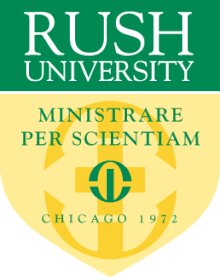 RUSH
UNIVERSITY
MINISTRARE
PER SCIENTIAM
CHICAGO 1972